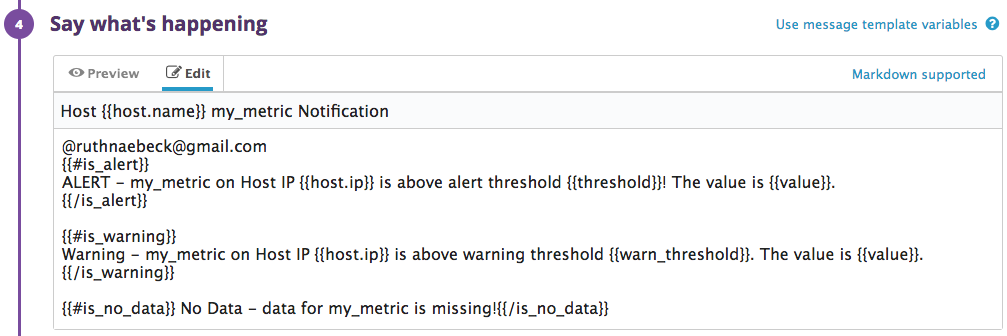 4 Say what's happening Use message template variables ?
Preview Edit Markdown supported
Host {{host.name}} my_metric Notification
@ruthnaebeck@gmail.com
{{#is_alert}}
ALERT – my_metric on Host IP {{host.ip}} is above alert threshold {{threshold}}! The value is {{value}}.
{{/is_alert}}
{{#is_warning}}
Warning – my_metric on Host IP {{host.ip}} is above warning threshold {{warn_threshold}}. The value is {{value}}.
{{/is_warning}}
{{#is_no_data}} No Data – data for my_metric is missing!{{/is_no_data}}